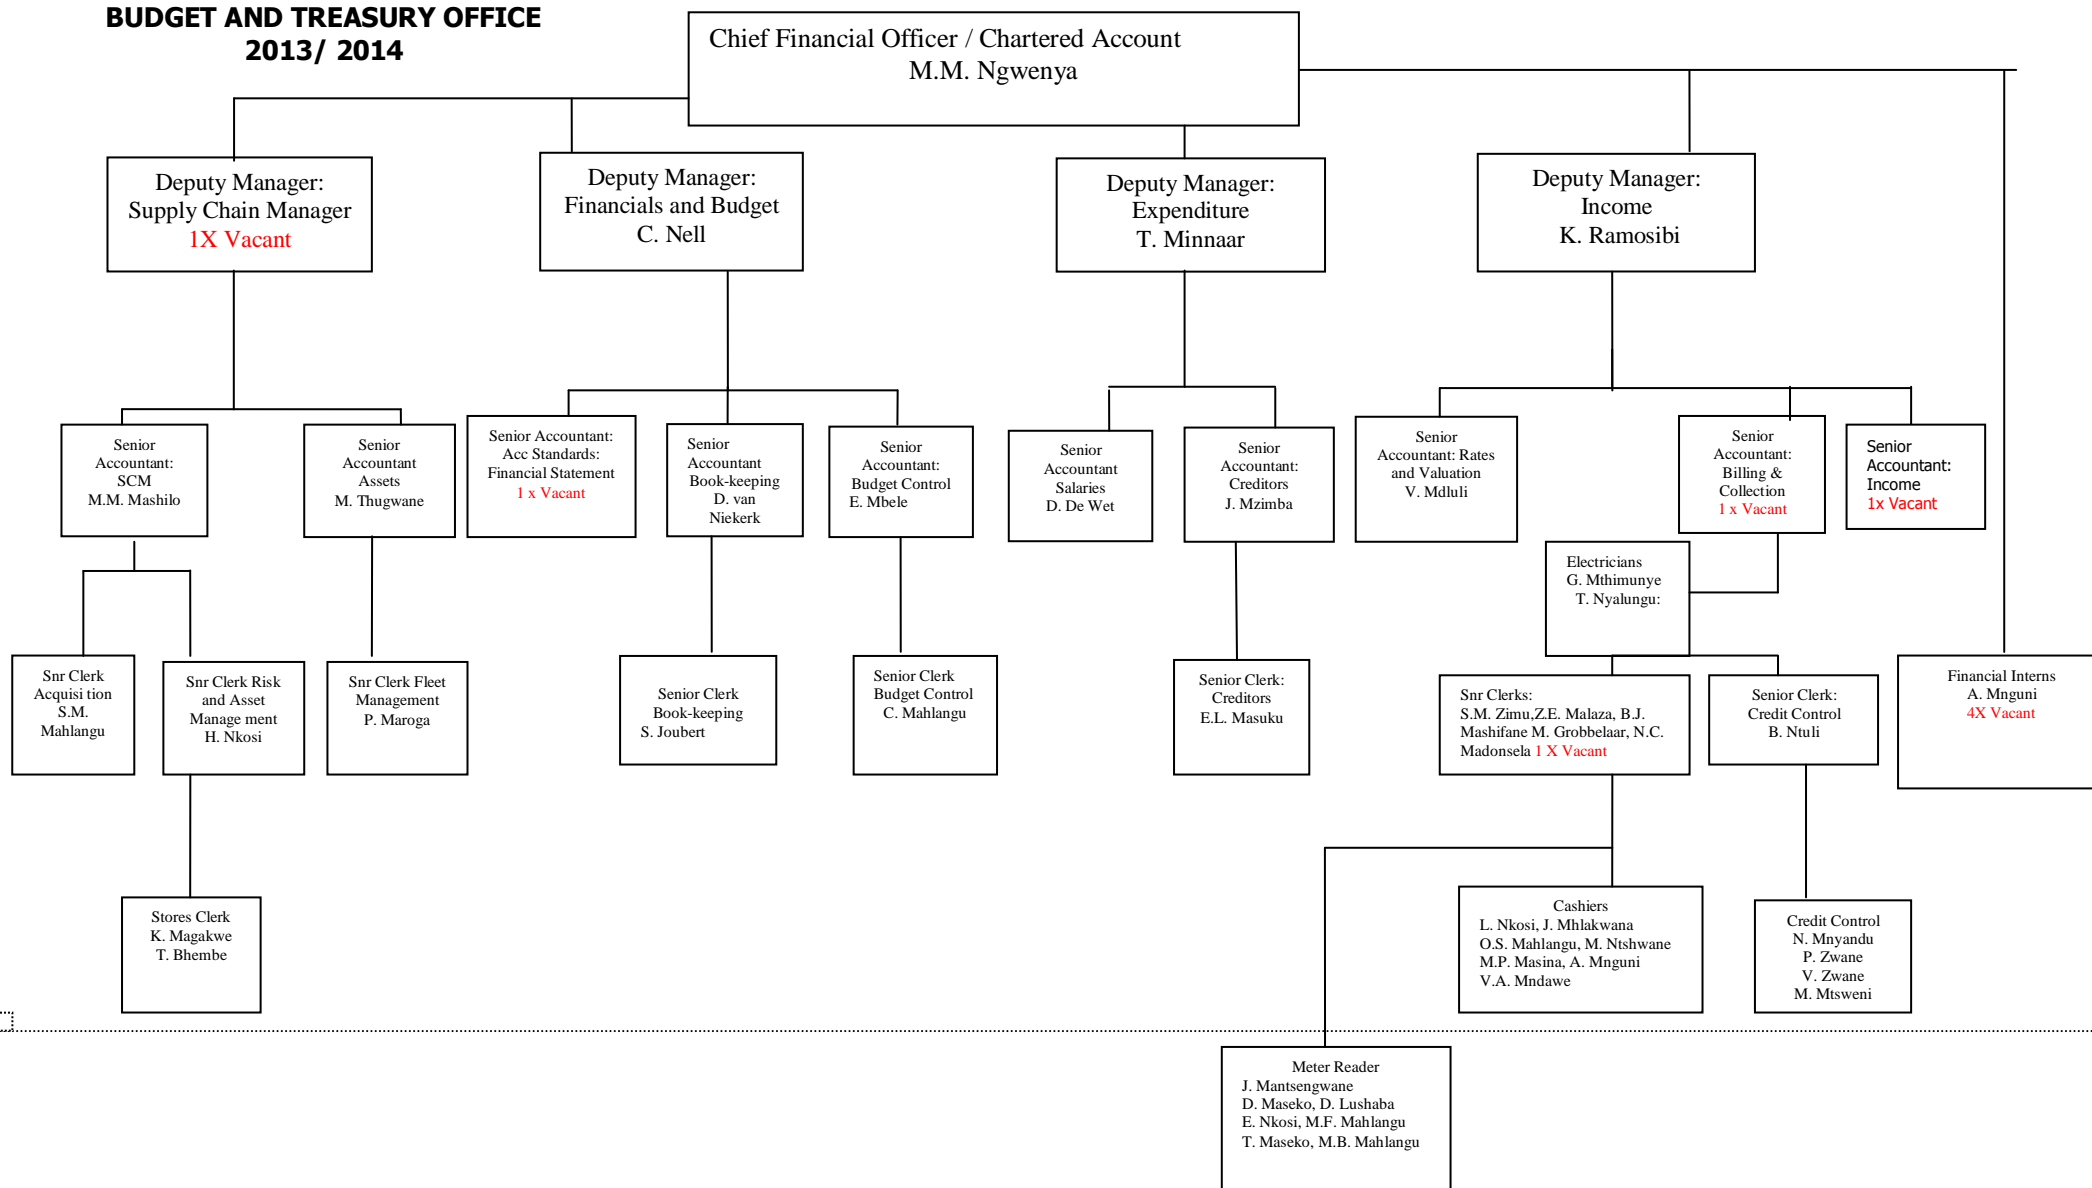 BUDGET AND TREASURY OFFICE
2013/ 2014
Chief Financial Officer / Chartered Account
M.M. Ngwenya
Deputy Manager:
Supply Chain Manager
1X Vacant
Deputy Manager:
Financials and Budget
C. Nell
Deputy Manager:
Expenditure
T. Minnaar
Deputy Manager:
Income
K. Ramosibi
Senior
Accountant:
SCM
M.M. Mashilo
Senior
Accountant
Assets
M. Thugwane
Senior Accountant:
Acc Standards:
Financial Statement
1 x Vacant
Senior
Accountant
Book-keeping
D. van
Niekerk
Senior
Accountant:
Budget Control
E. Mbele
Senior
Accountant
Salaries
D. De Wet
Senior
Accountant:
Creditors
J. Mzimba
Senior
Accountant: Rates
and Valuation
V. Mdluli
Senior
Accountant:
Billing &
Collection
1 x Vacant
Senior
Accountant:
Income
1x Vacant
Electricians
G. Mthimunye
T. Nyalungu:
Snr Clerk
Acquisi tion
S.M.
Mahlangu
Snr Clerk Risk
and Asset
Manage ment
H. Nkosi
Snr Clerk Fleet
Management
P. Maroga
Senior Clerk
Book-keeping
S. Joubert
Senior Clerk
Budget Control
C. Mahlangu
Senior Clerk:
Creditors
E.L. Masuku
Snr Clerks:
S.M. Zimu,Z.E. Malaza, B.J.
Mashifane M. Grobbelaar, N.C.
Madonsela 1 X Vacant
Senior Clerk:
Credit Control
B. Ntuli
Financial Interns
A. Mnguni
4X Vacant
Stores Clerk
K. Magakwe
T. Bhembe
Cashiers
L. Nkosi, J. Mhlakwana
O.S. Mahlangu, M. Ntshwane
M.P. Masina, A. Mnguni
V.A. Mndawe
Credit Control
N. Mnyandu
P. Zwane
V. Zwane
M. Mtsweni
Meter Reader
J. Mantsengwane
D. Maseko, D. Lushaba
E. Nkosi, M.F. Mahlangu
T. Maseko, M.B. Mahlangu